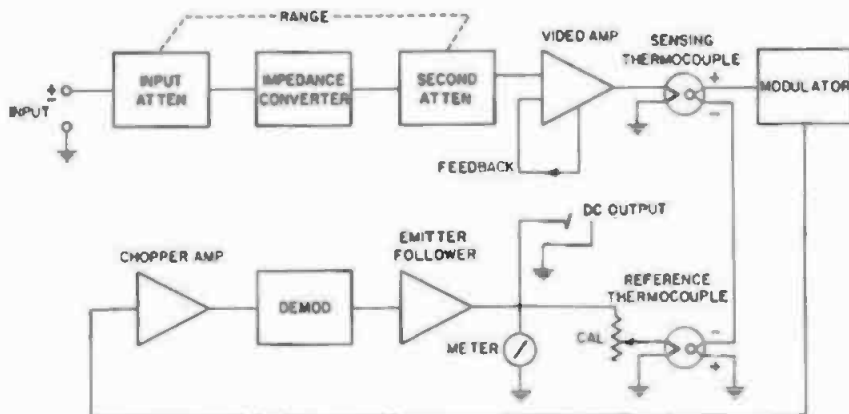 RANGE
INPUT
+
−
INPUT
ATTEN
IMPEDANCE
CONVERTER
SECOND
ATTEN
VIDEO AMP
FEEDBACK
SENSING
THERMOCOUPLE
+
−
MODULATOR
CHOPPER AMP
DEMOD
EMITTER
FOLLOWER
DC OUTPUT
METER
CAL
REFERENCE
THERMOCOUPLE
−
+